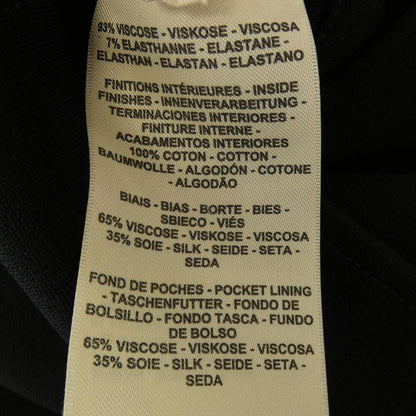 93% VISCOSE - VISKOSE - VISCOSA
7% ELASTHANNE - ELASTANE -
ELASTHAN - ELASTAN - ELASTANO
FINITIONS INTÉRIEURES - INSIDE
FINISHES - INNENVERARBEITUNG -
TERMINACIONES INTERIORES -
FINITURE INTERNE -
ACABAMENTOS INTERIORES
100% COTON - COTTON -
BAUMWOLLE - ALGODÓN - COTONE
- ALGODÃO
BIAIS - BIAS - BORTE - BIES -
SBIECO - VIÉS
65% VISCOSE - VISKOSE - VISCOSA
35% SOIE - SILK - SEIDE - SETA -
SEDA
FOND DE POCHES - POCKET LINING
- TASCHENFUTTER - FONDO DE
BOLSILLO - FONDO TASCA - FUNDO
DE BOLSO
65% VISCOSE - VISKOSE - VISCOSA
35% SOIE - SILK - SEIDE - SETA -
SEDA